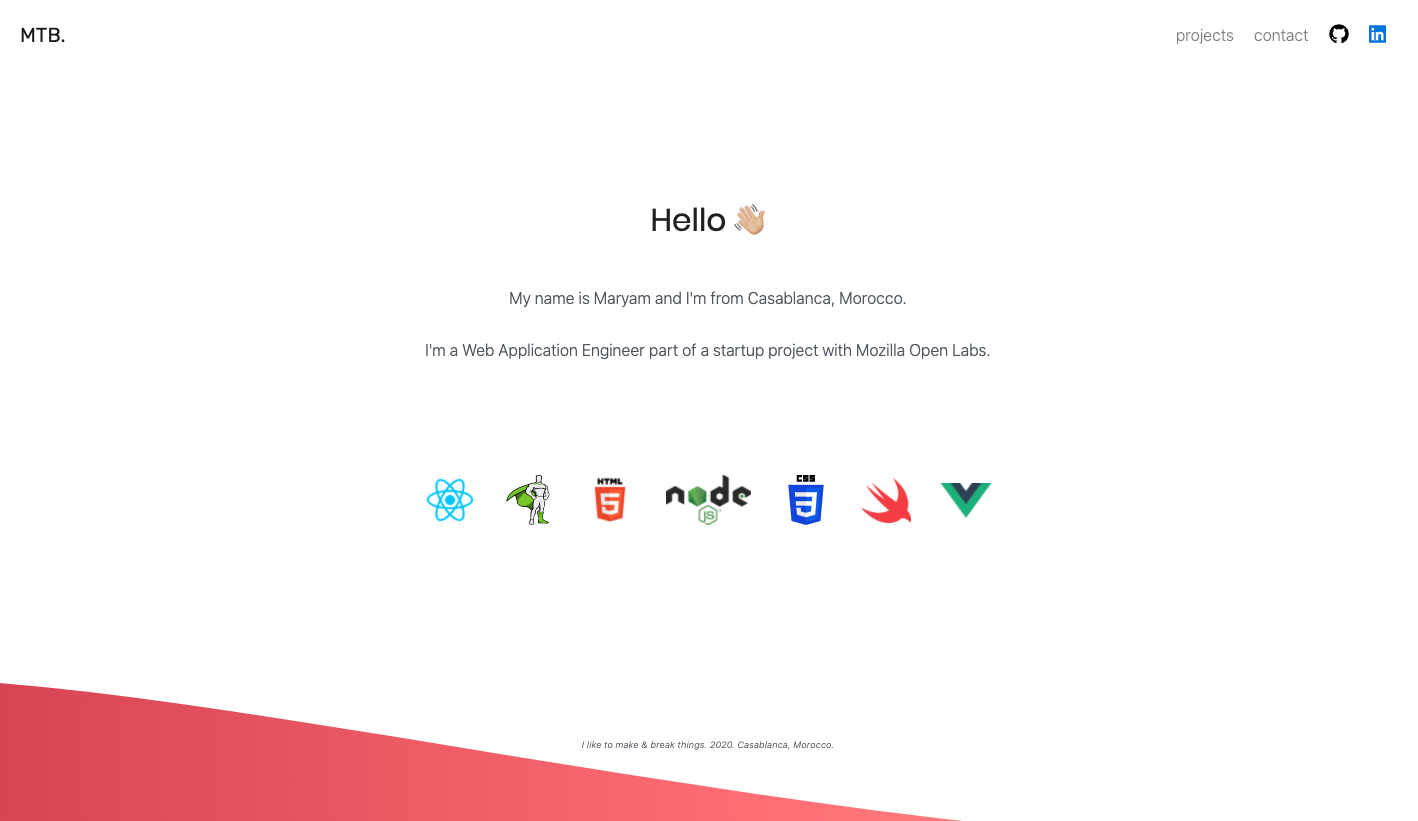 MTB.
projects contact in
Hello 👋🏼
My name is Maryam and I'm from Casablanca, Morocco.
I'm a Web Application Engineer part of a startup project with Mozilla Open Labs.
HTML 5 node JS CSS 3
I like to make & break things. 2020. Casablanca, Morocco.